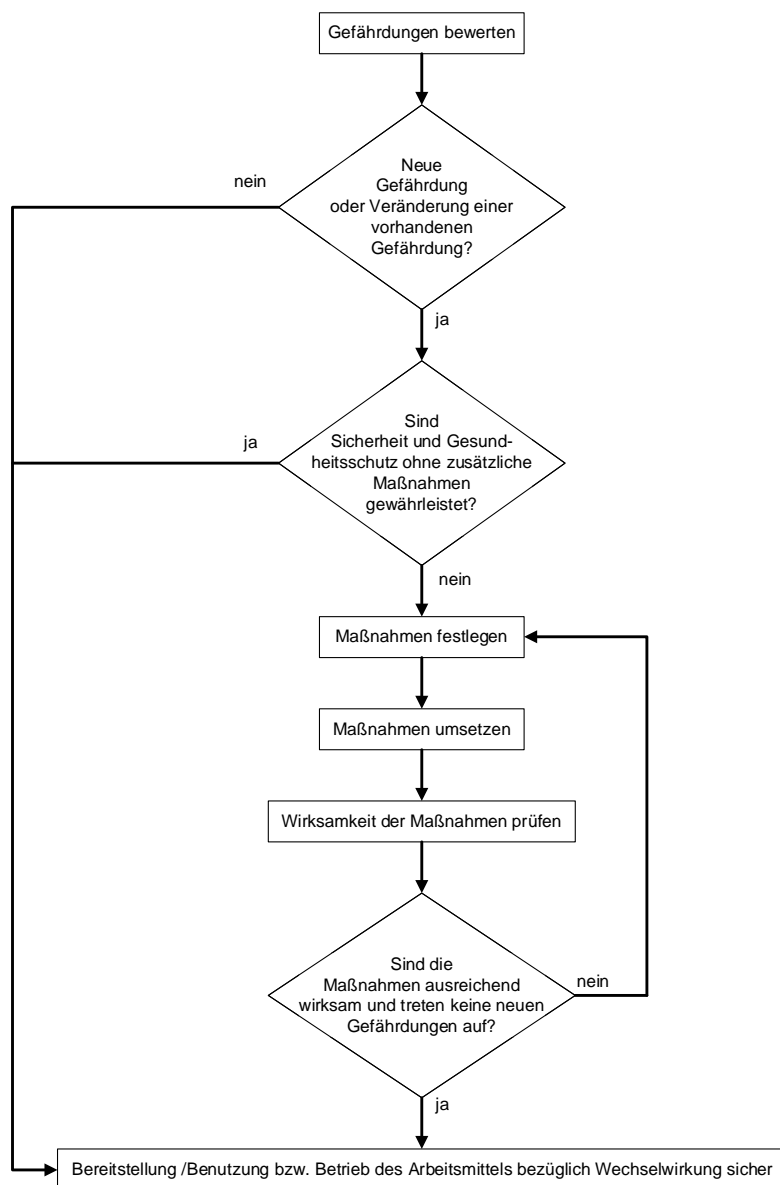 Gefährdungen bewerten
Neue
Gefährdung
oder Veränderung einer
vorhandenen
Gefährdung?
nein
ja
Sind
Sicherheit und Gesund-
heitsschutz ohne zusätzliche
Maßnahmen
gewährleistet?
ja
nein
Maßnahmen festlegen
Maßnahmen umsetzen
Wirksamkeit der Maßnahmen prüfen
Sind die
Maßnahmen ausreichend
wirksam und treten keine neuen
Gefährdungen auf?
nein
ja
Bereitstellung /Benutzung bzw. Betrieb des Arbeitsmittels bezüglich Wechselwirkung sicher